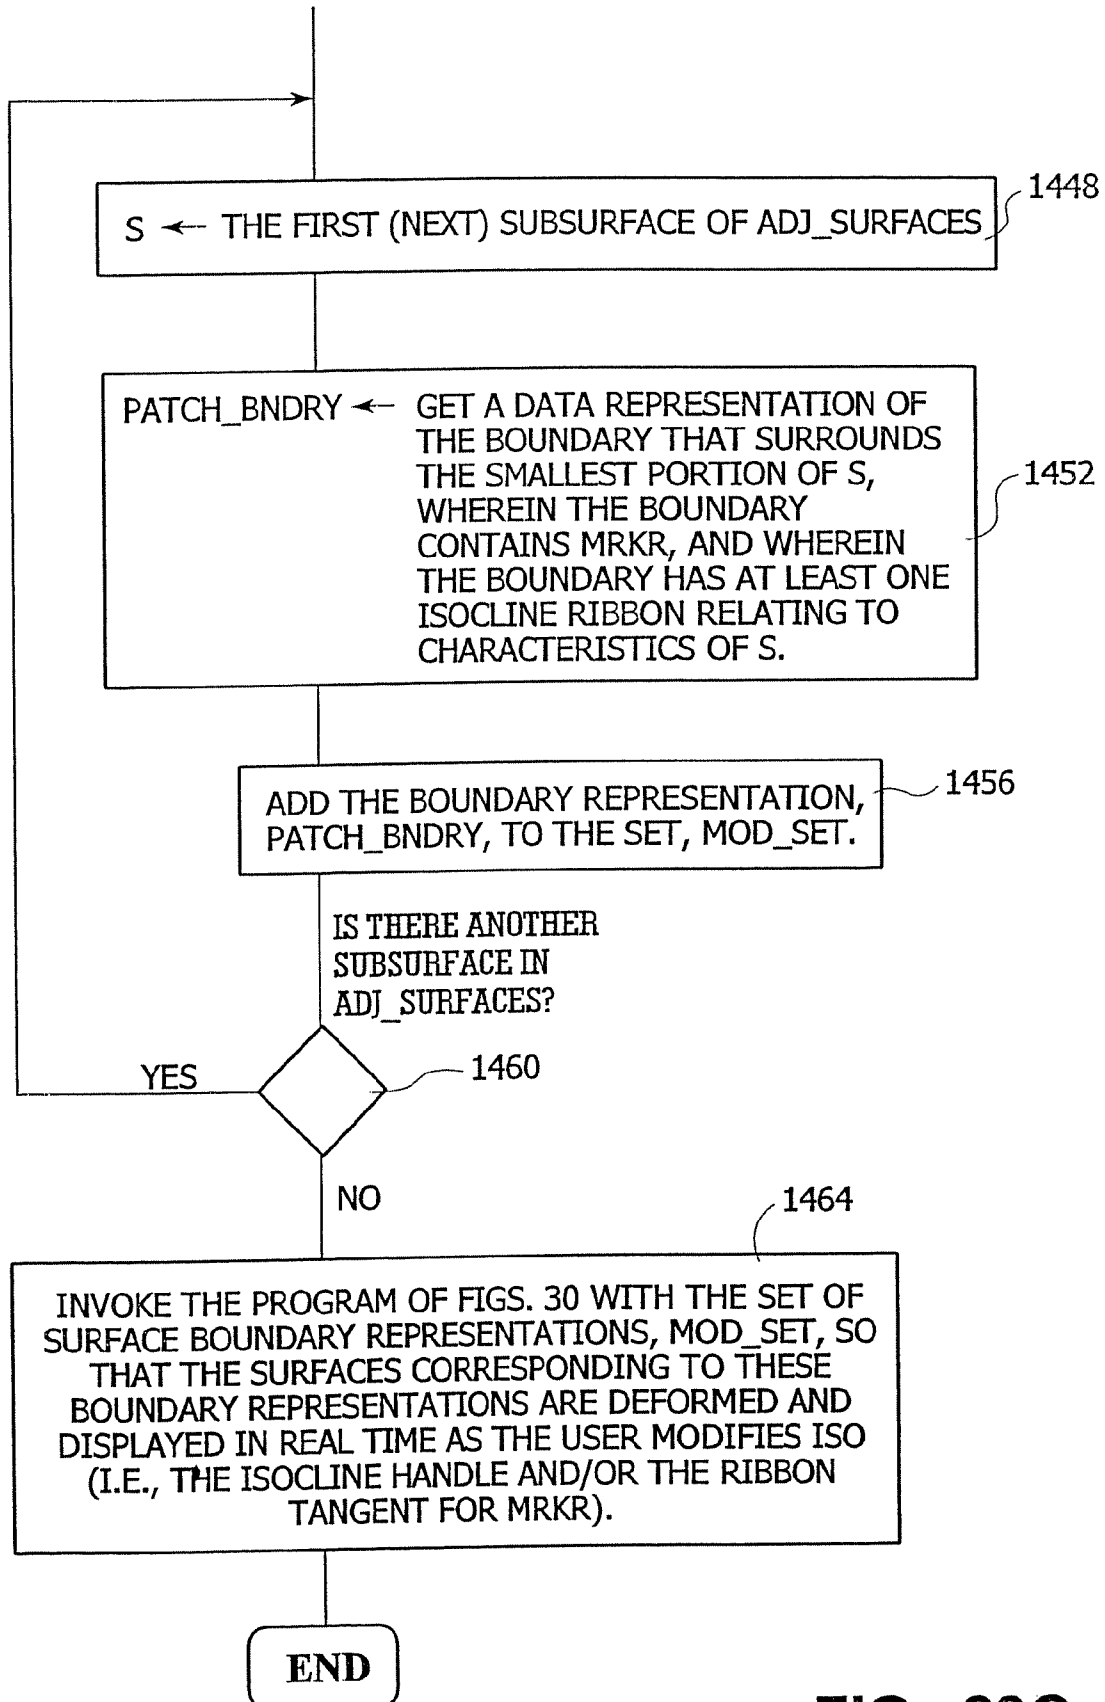 1448
S ← THE FIRST (NEXT) SUBSURFACE OF ADJ_SURFACES
PATCH_BNDRY ← GET A DATA REPRESENTATION OF
THE BOUNDARY THAT SURROUNDS
THE SMALLEST PORTION OF S,
1452
WHEREIN THE BOUNDARY
CONTAINS MRKR, AND WHEREIN
THE BOUNDARY HAS AT LEAST ONE
ISOCLINE RIBBON RELATING TO
CHARACTERISTICS OF S.
1456
ADD THE BOUNDARY REPRESENTATION,
PATCH_BNDRY, TO THE SET, MOD_SET.
IS THERE ANOTHER
SUBSURFACE IN
ADJ_SURFACES?
YES
1460
NO
1464
INVOKE THE PROGRAM OF FIGS. 30 WITH THE SET OF
SURFACE BOUNDARY REPRESENTATIONS, MOD_SET, SO
THAT THE SURFACES CORRESPONDING TO THESE
BOUNDARY REPRESENTATIONS ARE DEFORMED AND
DISPLAYED IN REAL TIME AS THE USER MODIFIES ISO
(I.E., THE ISOCLINE HANDLE AND/OR THE RIBBON
TANGENT FOR MRKR).
END